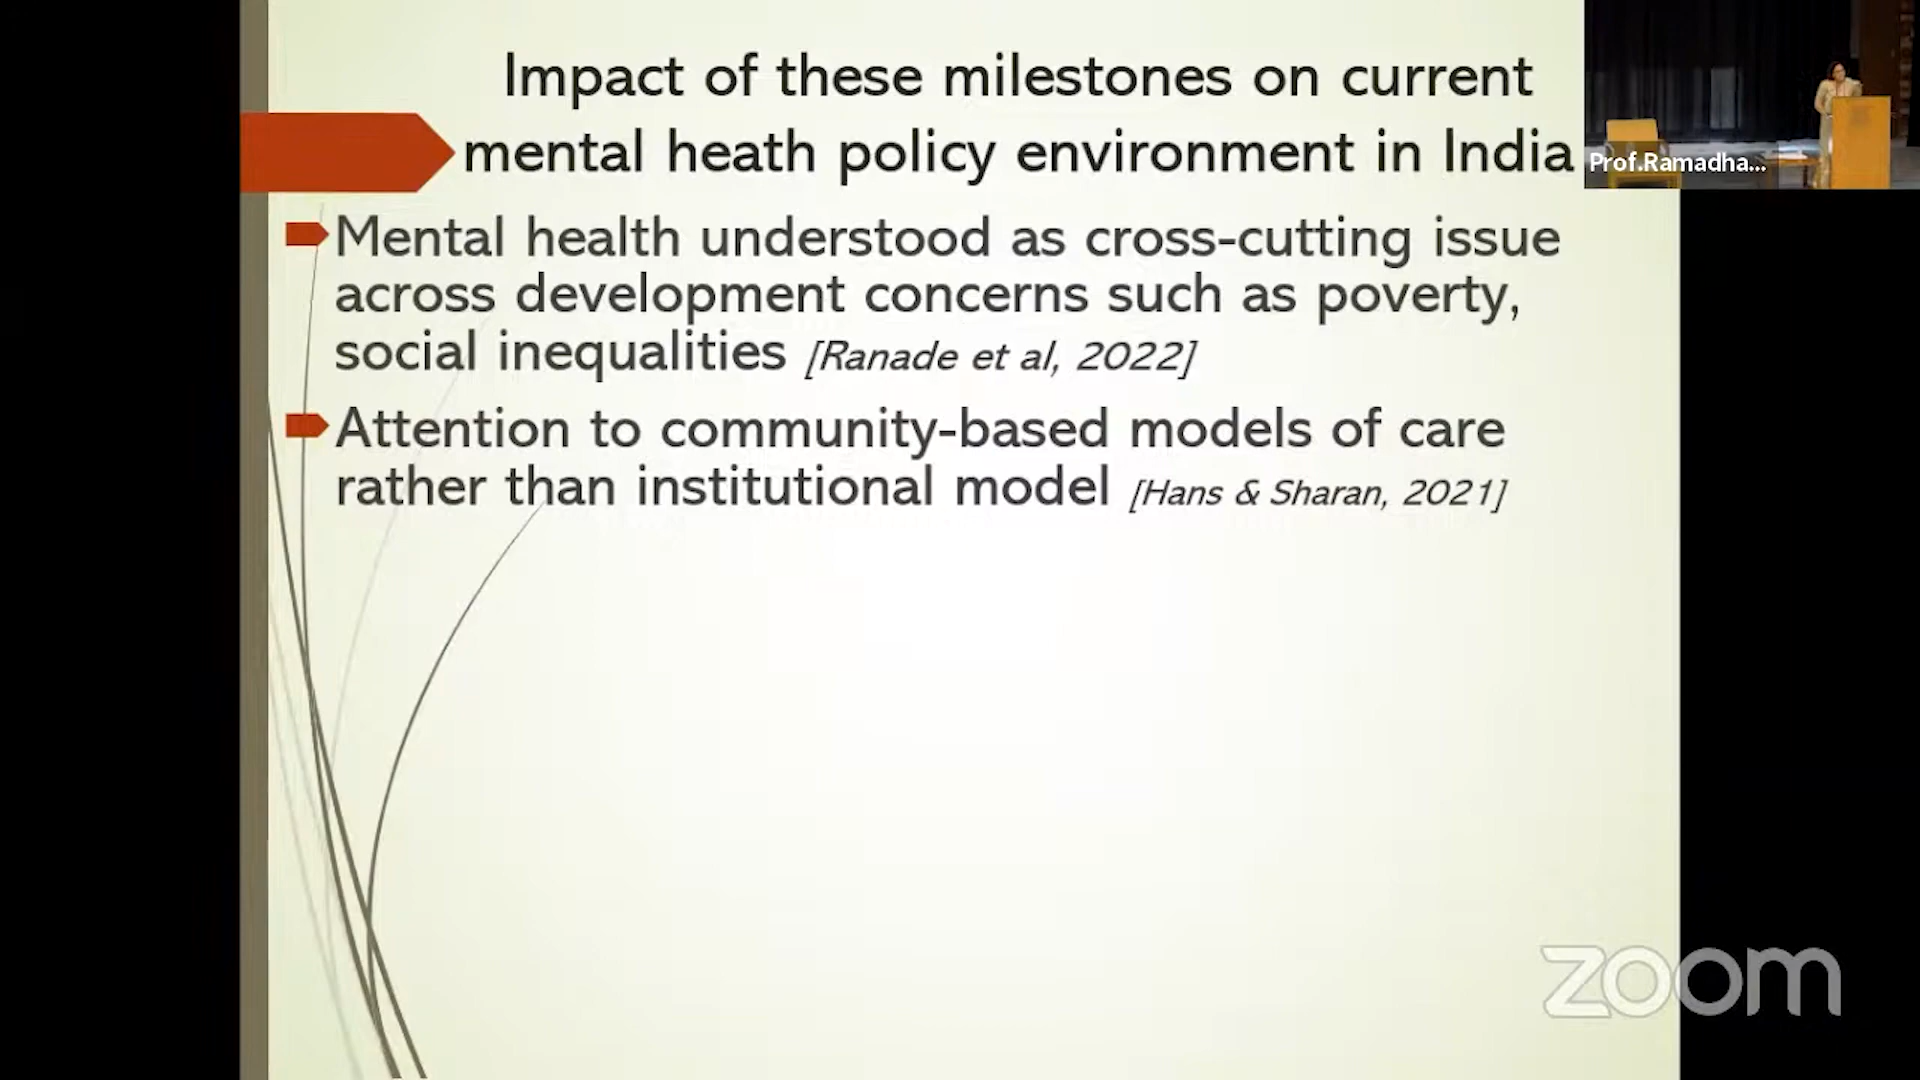 Impact of these milestones on current
mental heath policy environment in India
Prof.Ramadha...
Mental health understood as cross-cutting issue
across development concerns such as poverty,
social inequalities [Ranade et al, 2022]
Attention to community-based models of care
rather than institutional model [Hans & Sharan, 2021]
zoom